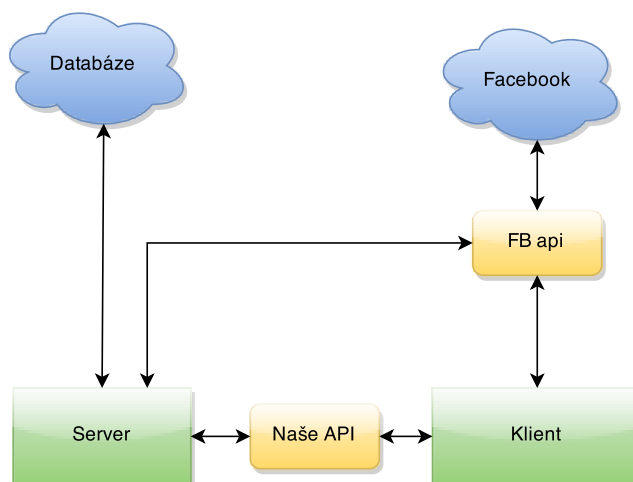 Databáze
Facebook
FB api
Server
Naše API
Klient